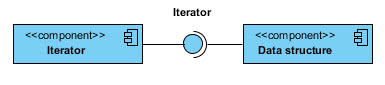 Iterator
<<component>>
Iterator
<<component>>
Data structure